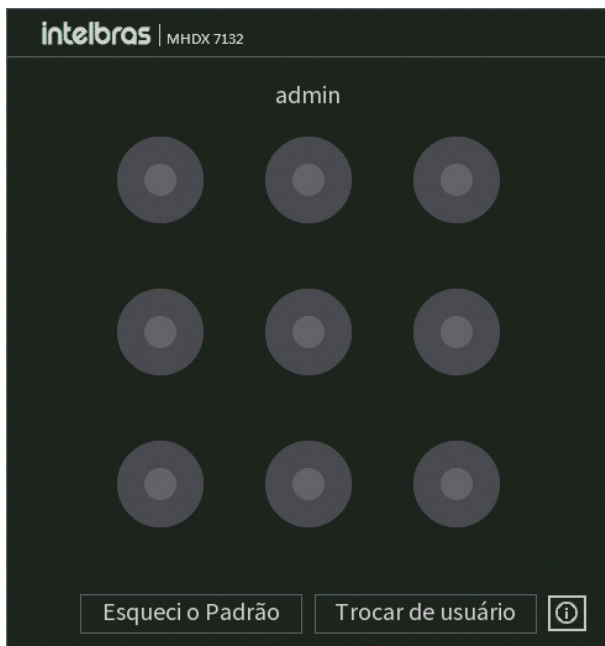 intelbras | MHDX 7132
admin
Esqueci o Padrão Trocar de usuário